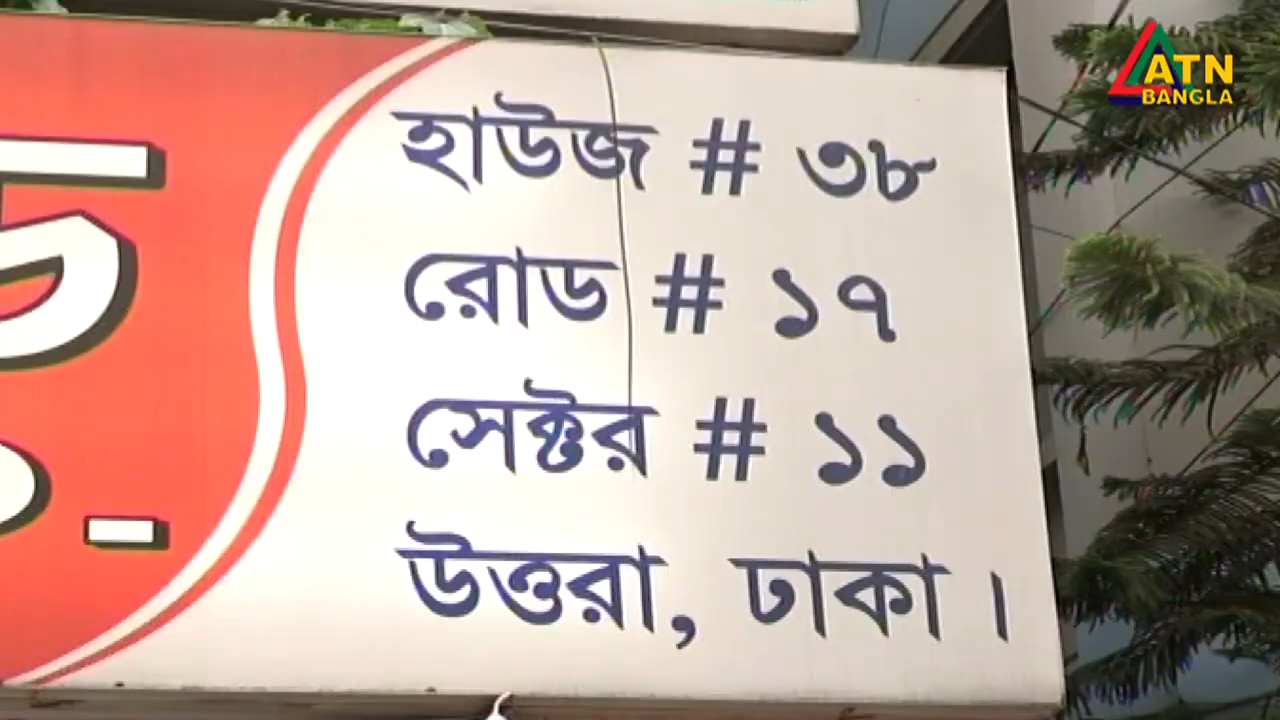 ATN
BANGLA
হাউজ # ৩৮
রোড # ১৭
সেক্টর # ১১
উত্তরা, ঢাকা।